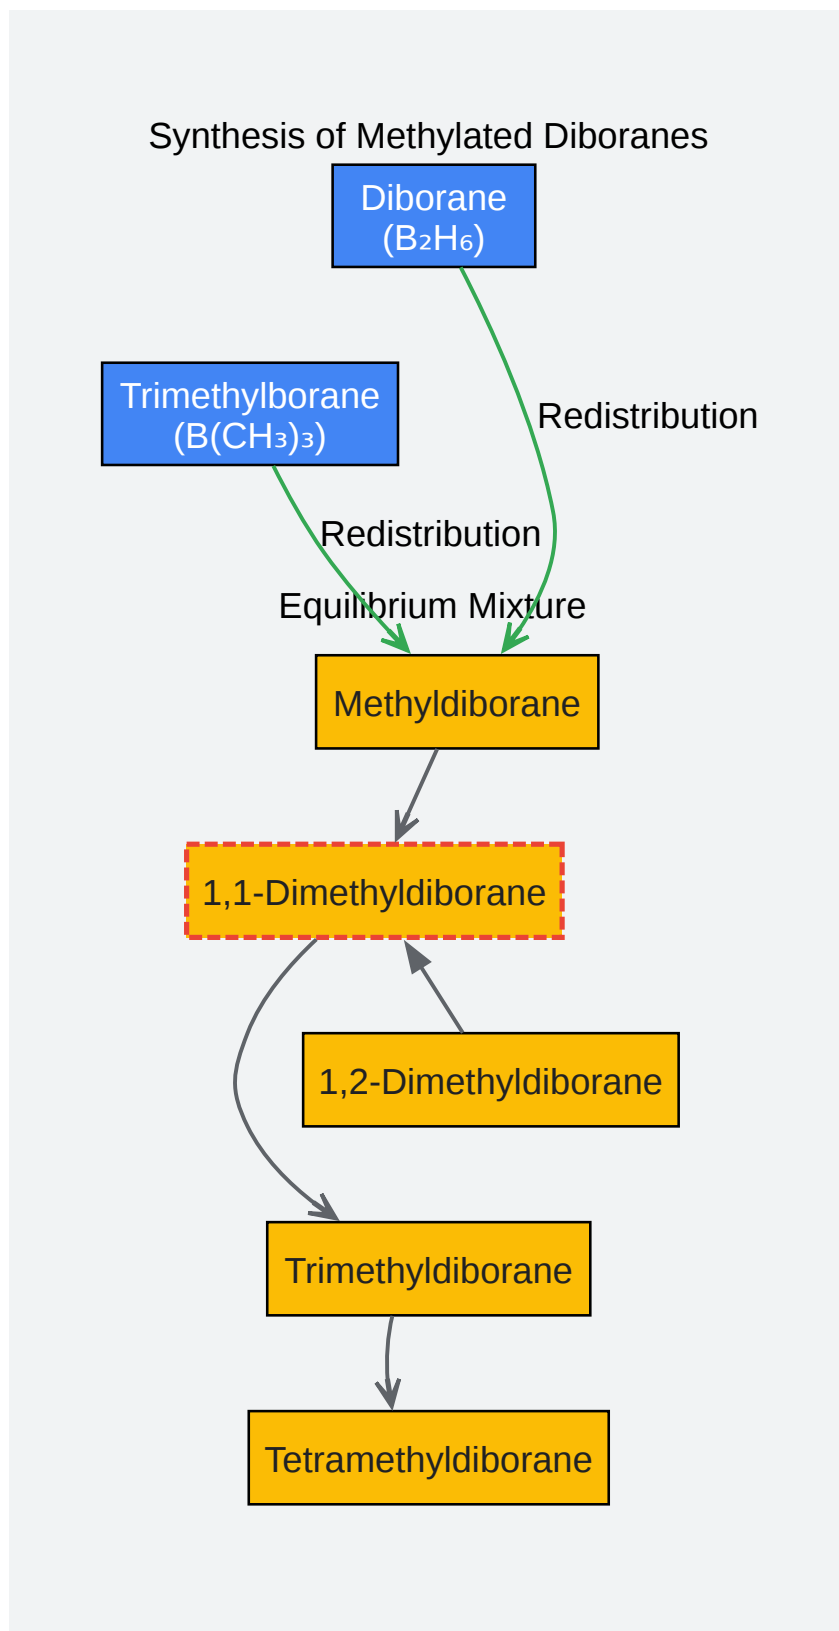 Synthesis of Methylated Diboranes
Diborane
(B₂H₆)
Trimethylborane
(B(CH₃)₃)
Redistribution
Redistribution
Equilibrium Mixture
Methyldiborane
1,1-Dimethyldiborane
1,2-Dimethyldiborane
Trimethyldiborane
Tetramethyldiborane